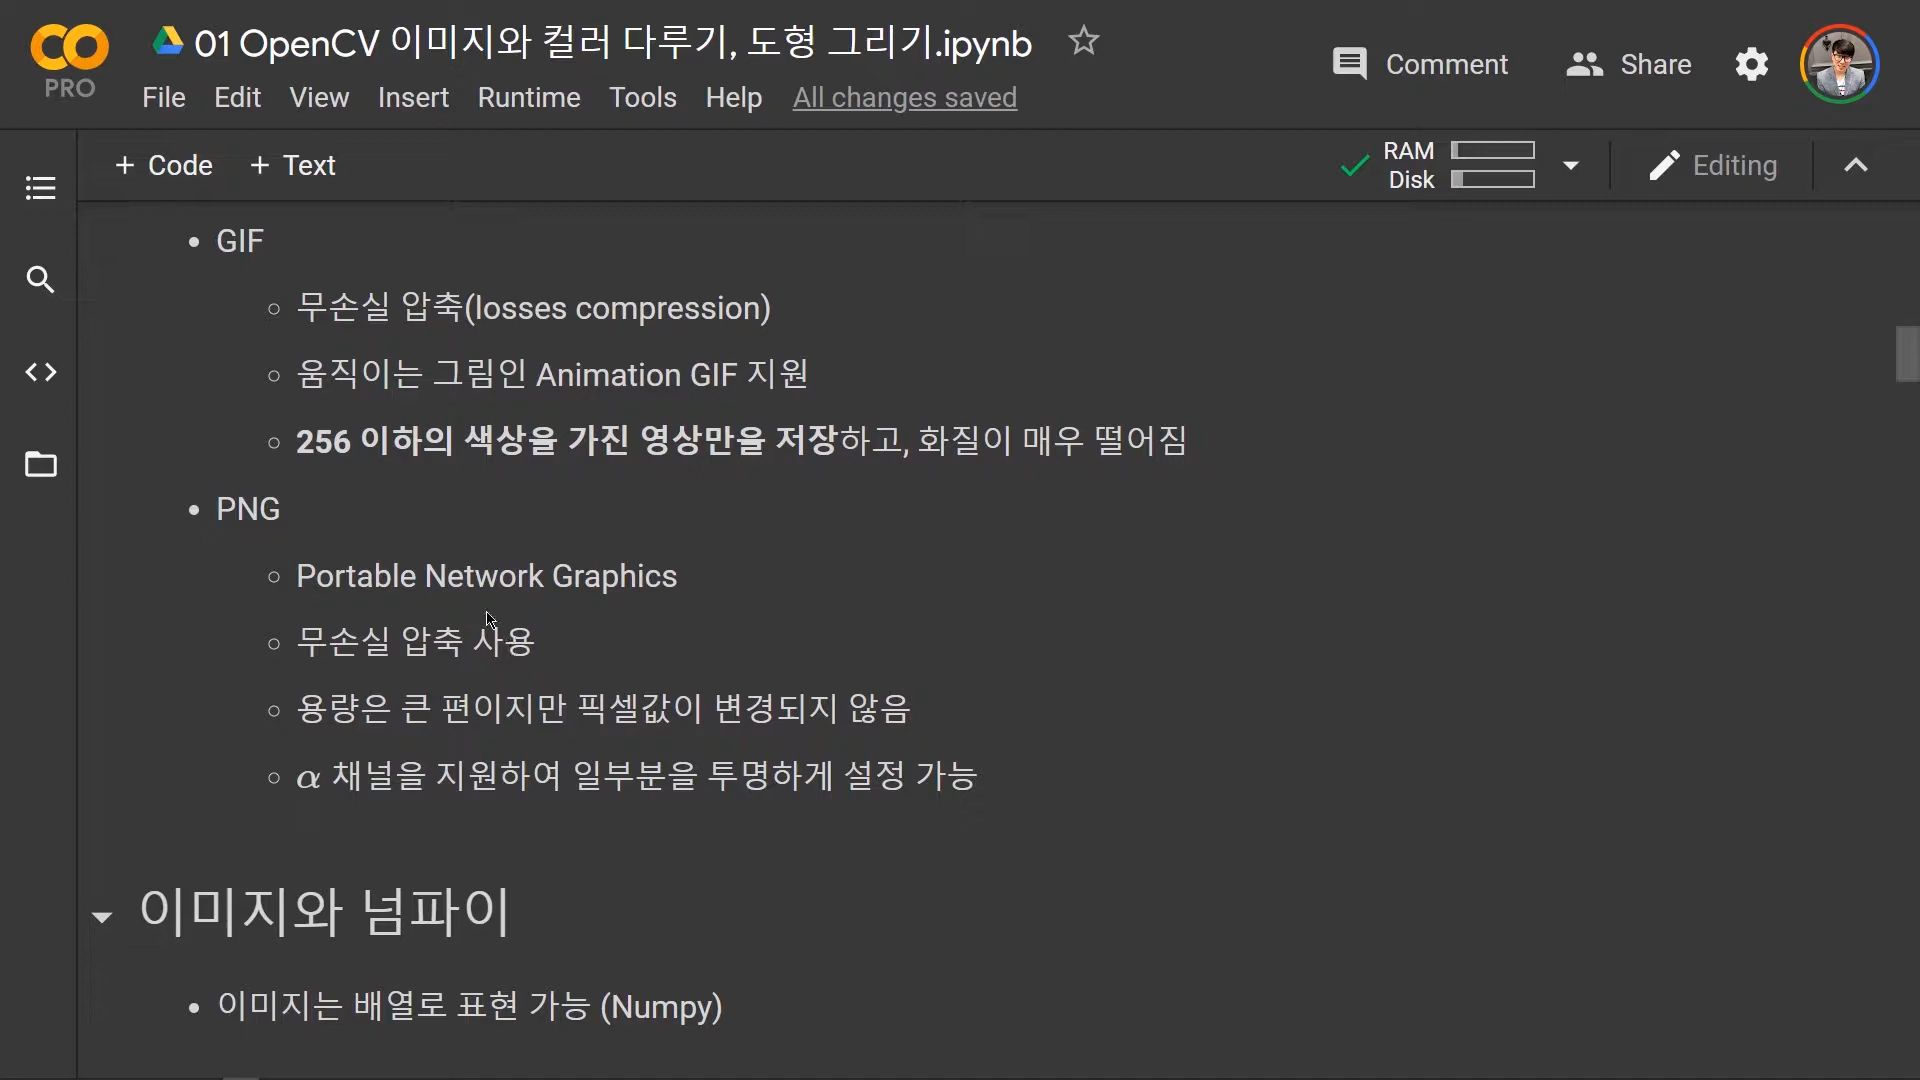 PRO
01 OpenCV 이미지와 컬러 다루기, 도형 그리기.ipynb
File Edit View Insert Runtime Tools Help All changes saved
Comment
Share
+ Code + Text
RAM
Disk
Editing
• GIF
○ 무손실 압축(losses compression)
○ 움직이는 그림인 Animation GIF 지원
○ 256 이하의 색상을 가진 영상만을 저장하고, 화질이 매우 떨어짐
• PNG
○ Portable Network Graphics
○ 무손실 압축 사용
○ 용량은 큰 편이지만 픽셀값이 변경되지 않음
○ α 채널을 지원하여 일부분을 투명하게 설정 가능
이미지와 넘파이
• 이미지는 배열로 표현 가능 (Numpy)